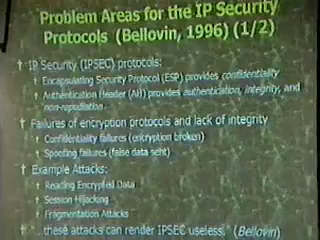 Problem Areas for the IP Security
Protocols (Bellovin, 1996) (1/2)
† IP Security (IPSEC) protocols:
† Encapsulating Security Protocol (ESP) provides confidentiality
† Authentication Header (AH) provides authentication, integrity, and
non-repudiation.
† Failures of encryption protocols and lack of integrity
† Confidentiality failures (encryption broken)
† Spoofing failures (false data sent)
† Example Attacks:
† Reading Encrypted Data
† Session Hijacking
† Fragmentation Attacks
† "...these attacks can render IPSEC useless." (Bellovin)